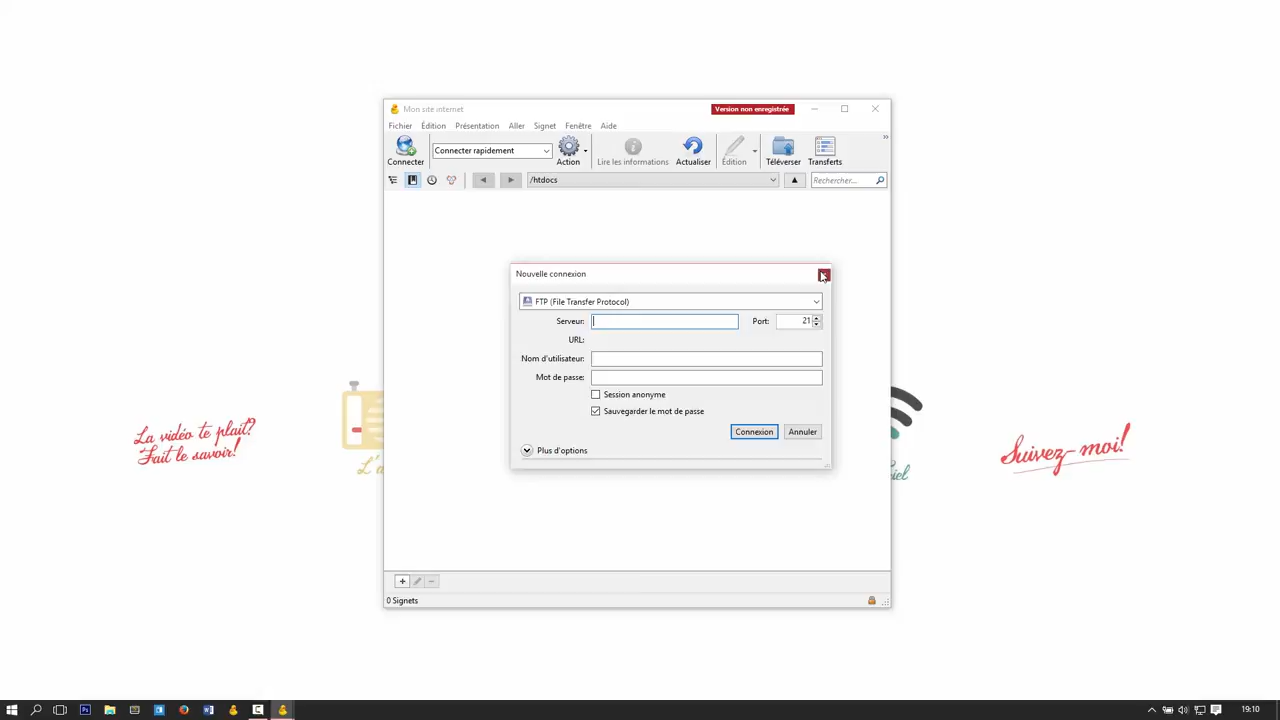 Mon site internet
Version non enregistrée
Fichier Édition Présentation Aller Signet Fenêtre Aide
Connecter rapidement
Connecter Action Lire les informations Actualiser Édition Téléverser Transferts
/htdocs
Rechercher...
Nouvelle connexion
FTP (File Transfer Protocol)
Serveur:
Port: 21
URL:
Nom d'utilisateur:
Mot de passe:
Session anonyme
Sauvegarder le mot de passe
Connexion Annuler
Plus d'options
La vidéo te plait?
Fait le savoir!
L'a
iel
Suivez-moi!
0 Signets
19:10